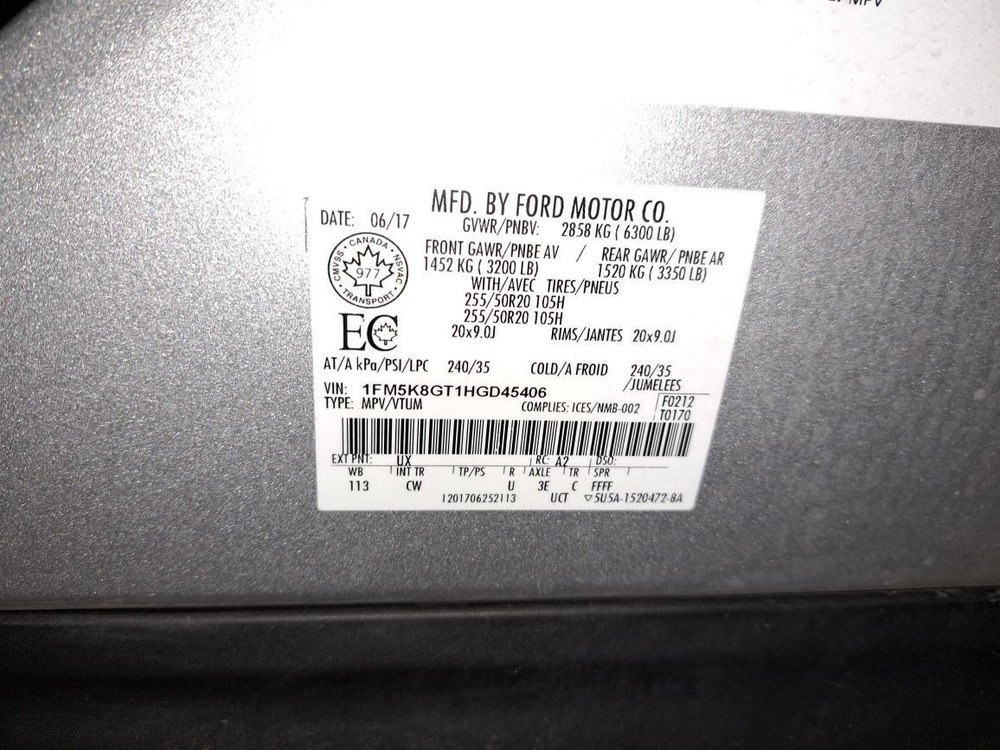 MPV
MFD. BY FORD MOTOR CO.
DATE: 06/17
GVWR/PNBV: 2858 KG ( 6300 LB)
FRONT GAWR/PNBE AV / REAR GAWR/ PNBE AR
1452 KG ( 3200 LB) 1520 KG ( 3350 LB)
CANADA
CMVSS 977 NSVAC
TRANSPORT
WITH/AVEC TIRES/PNEUS
255/50R20 105H
255/50R20 105H
EC
20x9.0J RIMS/JANTES 20x9.0J
AT/A kPa/PSI/LPC 240/35 COLD/A FROID 240/35
/JUMELEES
VIN: 1FM5K8GT1HGD45406
TYPE: MPV/VTUM COMPLIES: ICES/NMB-002
F0212
T0170
EXT PNT: UX RC: A2 DSO:
WB INT TR TP/PS R AXLE TR SPR
113 CW U 3E C FFFF
1201706252113 UCT ▽5U5A-1520472-BA